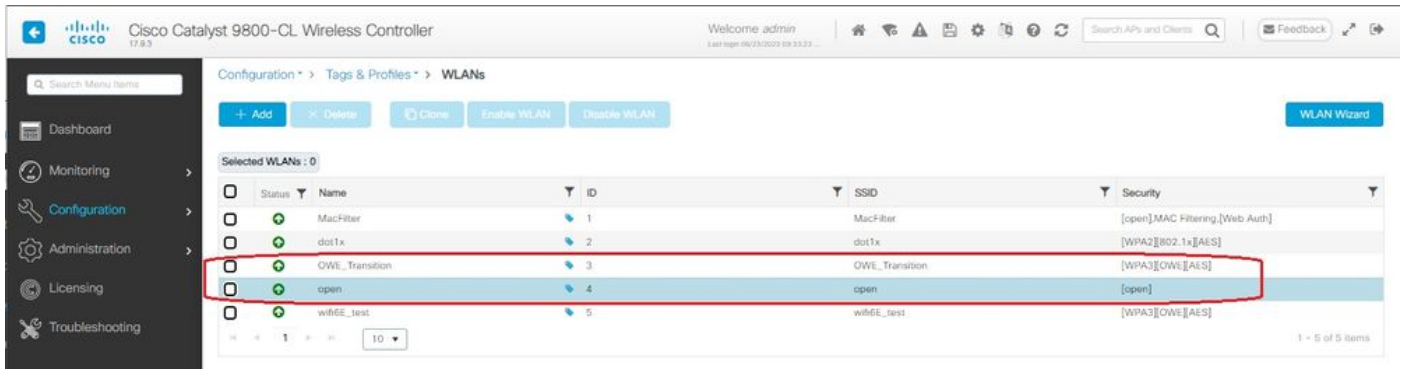 CISCO
Cisco Catalyst 9800-CL Wireless Controller
17.9.3
Welcome admin
Search APs and Clients
Feedback
Search Menu Items
Dashboard
Monitoring
Configuration
Administration
Licensing
Troubleshooting
Configuration > Tags & Profiles > WLANs
+ Add × Delete Clone Enable WLAN Disable WLAN WLAN Wizard
Selected WLANs : 0
Status Name ID SSID Security
MacFilter 1 MacFilter [open],MAC Filtering,[Web Auth]
dot1x 2 dot1x [WPA2][802.1x][AES]
OWE_Transition 3 OWE_Transition [WPA3][OWE][AES]
open 4 open [open]
wifi6E_test 5 wifi6E_test [WPA3][OWE][AES]
1 10 1 - 5 of 5 items